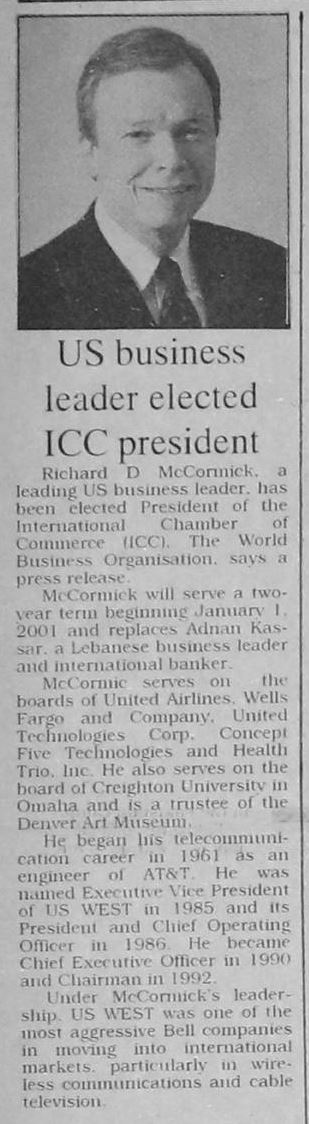 US business
leader elected
ICC president
Richard D McCormick, a
leading US business leader, has
been elected President of the
International Chamber of
Commerce (ICC), The World
Business Organisation, says a
press release.
McCormick will serve a two-
year term beginning January 1,
2001 and replaces Adnan Kas-
sar, a Lebanese business leader
and international banker.
McCormic serves on the
boards of United Airlines, Wells
Fargo and Company, United
Technologies Corp, Concept
Five Technologies and Health
Trio, Inc. He also serves on the
board of Creighton University in
Omaha and is a trustee of the
Denver Art Museum.
He began his telecommuni-
cation career in 1961 as an
engineer of AT&T. He was
named Executive Vice President
of US WEST in 1985 and its
President and Chief Operating
Officer in 1986. He became
Chief Executive Officer in 1990
and Chairman in 1992.
Under McCormick's leader-
ship, US WEST was one of the
most aggressive Bell companies
in moving into international
markets, particularly in wire-
less communications and cable
television.